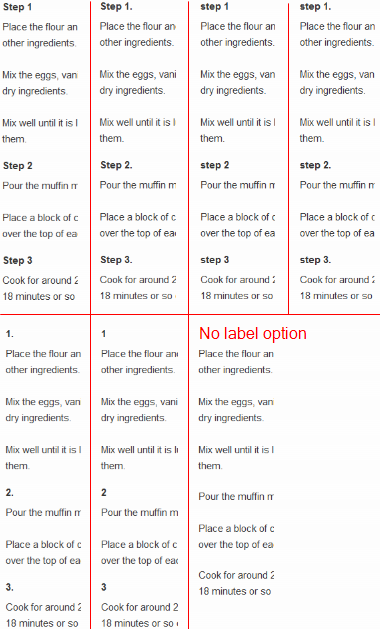 Step 1
Place the flour an
other ingredients.
Mix the eggs, van
dry ingredients.
Mix well until it is l
them.
Step 2
Pour the muffin m
Place a block of c
over the top of ea
Step 3
Cook for around 2
18 minutes or so
Step 1.
Place the flour an
other ingredients.
Mix the eggs, vani
dry ingredients.
Mix well until it is l
them.
Step 2.
Pour the muffin m
Place a block of c
over the top of eac
Step 3.
Cook for around 2
18 minutes or so
step 1
Place the flour an
other ingredients.
Mix the eggs, van
dry ingredients.
Mix well until it is l
them.
step 2
Pour the muffin m
Place a block of c
over the top of ea
step 3
Cook for around 2
18 minutes or so
step 1.
Place the flour an
other ingredients.
Mix the eggs, van
dry ingredients.
Mix well until it is l
them.
step 2.
Pour the muffin m
Place a block of c
over the top of ea
step 3.
Cook for around 2
18 minutes or so
1.
Place the flour an
other ingredients.
Mix the eggs, van
dry ingredients.
Mix well until it is l
them.
2.
Pour the muffin m
Place a block of c
over the top of ea
3.
Cook for around 2
18 minutes or so
1
Place the flour an
other ingredients.
Mix the eggs, vani
dry ingredients.
Mix well until it is l
them.
2
Pour the muffin m
Place a block of c
over the top of eac
3
Cook for around 2
18 minutes or so
No label option
Place the flour an
other ingredients.
Mix the eggs, van
dry ingredients.
Mix well until it is l
them.
Pour the muffin m
Place a block of c
over the top of ea
Cook for around 2
18 minutes or so